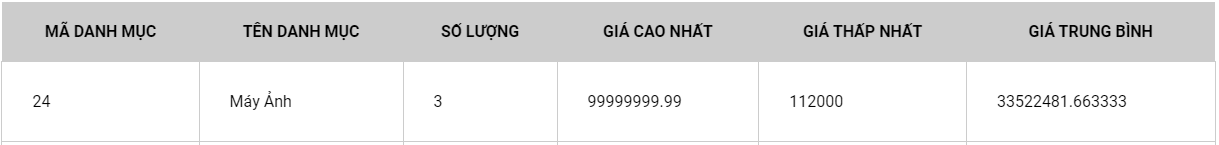 MÃ DANH MỤC TÊN DANH MỤC SỐ LƯỢNG GIÁ CAO NHẤT GIÁ THẤP NHẤT GIÁ TRUNG BÌNH
24 Máy Ảnh 3 99999999.99 112000 33522481.663333